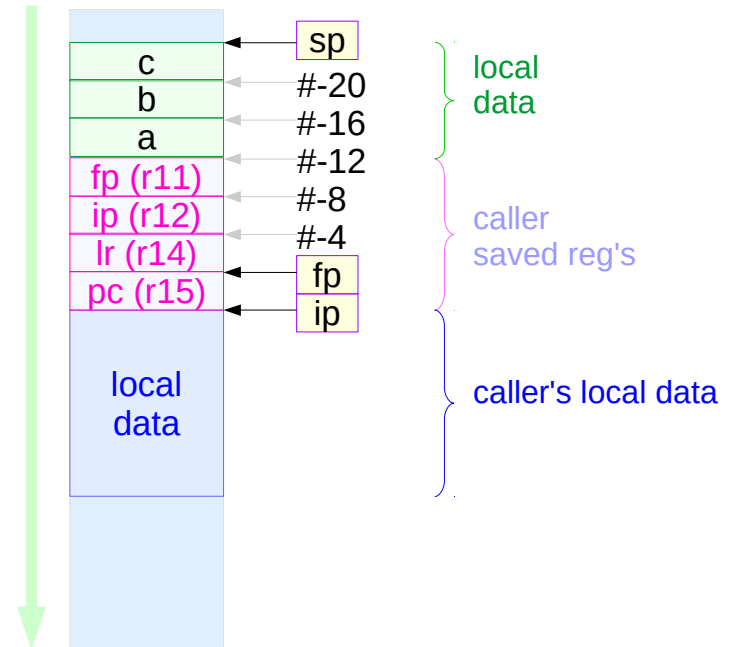 sp
c
#-20
b
#-16
a
#-12
fp (r11)
#-8
ip (r12)
#-4
lr (r14)
fp
pc (r15)
ip
local
data
local
data
caller
saved reg's
caller's local data